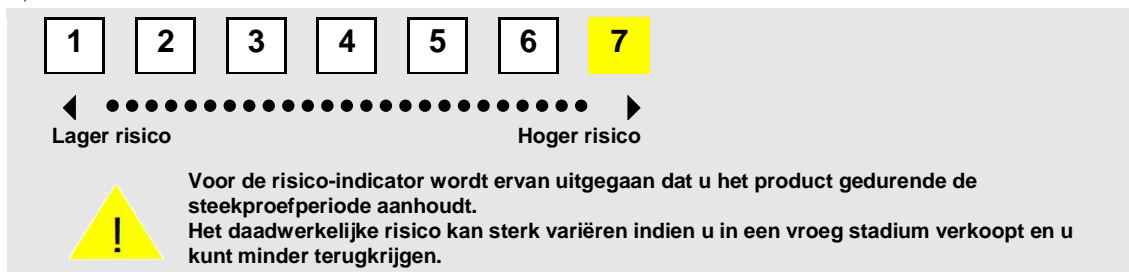 1 2 3 4 5 6 7
Lager risico Hoger risico
! Voor de risico-indicator wordt ervan uitgegaan dat u het product gedurende de
steekproefperiode aanhoudt.
Het daadwerkelijke risico kan sterk variëren indien u in een vroeg stadium verkoopt en u
kunt minder terugkrijgen.